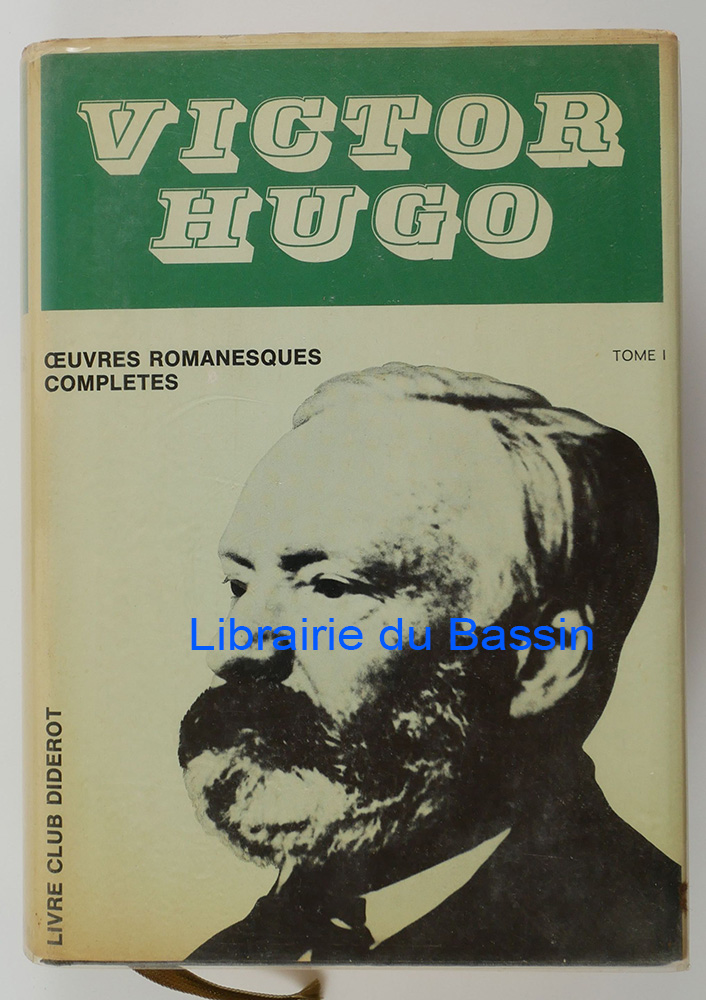 VICTOR
HUGO
ŒUVRES ROMANESQUES
COMPLETES
TOME I
Librairie du Bassin
LIVRE CLUB DIDEROT